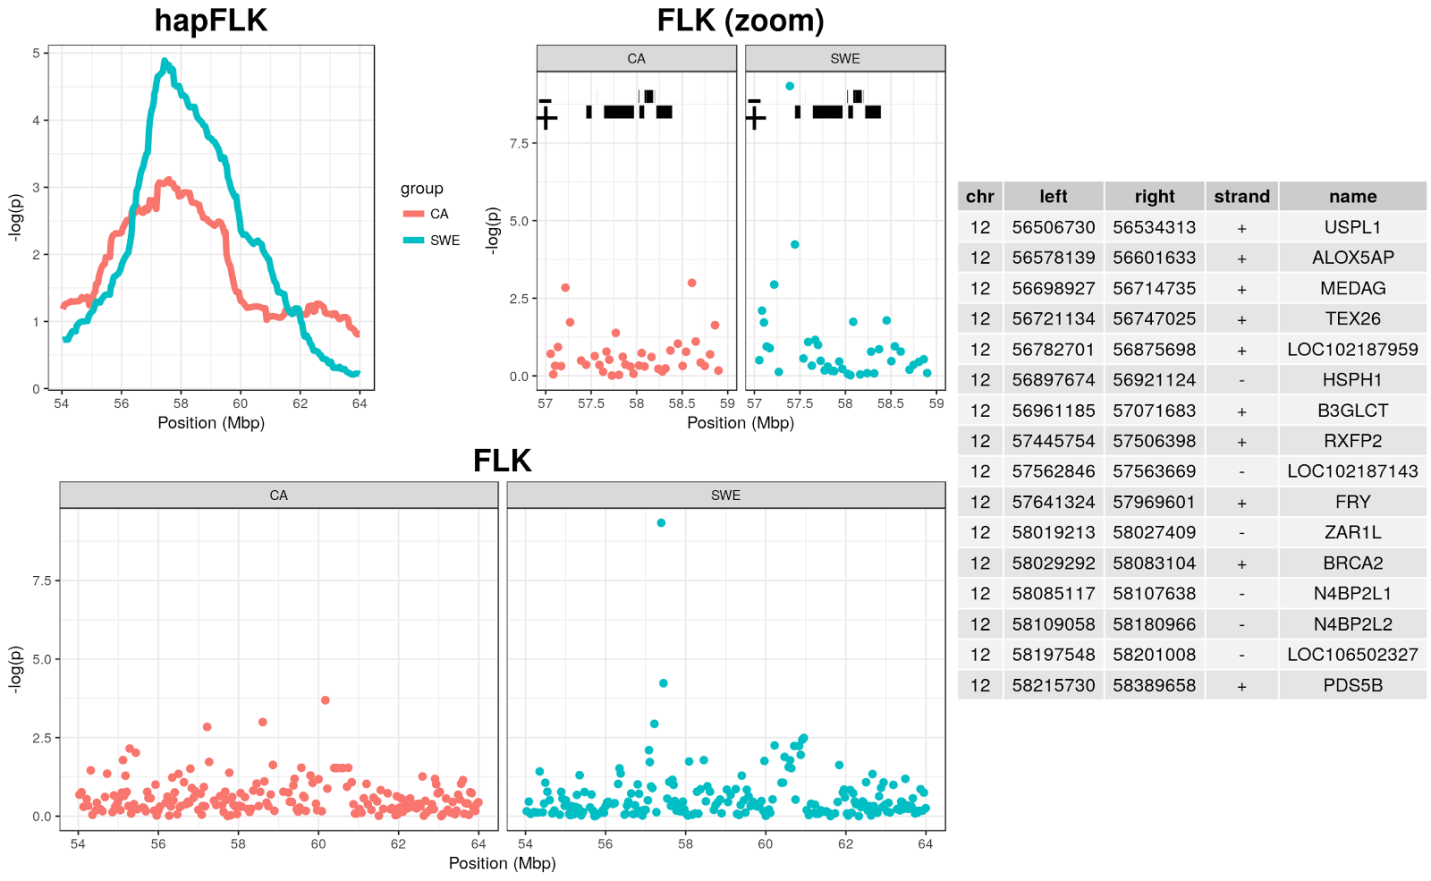 hapFLK
5
4
3
2
1
0
-log(p)
54 56 58 60 62 64
Position (Mbp)
group
CA
SWE
FLK (zoom)
CA SWE
7.5
5.0
2.5
0.0
-log(p)
− + − +
57 57.5 58 58.5 59 57 57.5 58 58.5 59
Position (Mbp)
FLK
CA SWE
7.5
5.0
2.5
0.0
-log(p)
54 56 58 60 62 64 54 56 58 60 62 64
Position (Mbp)
chr left right strand name
12 56506730 56534313 + USPL1
12 56578139 56601633 + ALOX5AP
12 56698927 56714735 + MEDAG
12 56721134 56747025 + TEX26
12 56782701 56875698 + LOC102187959
12 56897674 56921124 - HSPH1
12 56961185 57071683 + B3GLCT
12 57445754 57506398 + RXFP2
12 57562846 57563669 - LOC102187143
12 57641324 57969601 + FRY
12 58019213 58027409 - ZAR1L
12 58029292 58083104 + BRCA2
12 58085117 58107638 - N4BP2L1
12 58109058 58180966 - N4BP2L2
12 58197548 58201008 - LOC106502327
12 58215730 58389658 + PDS5B